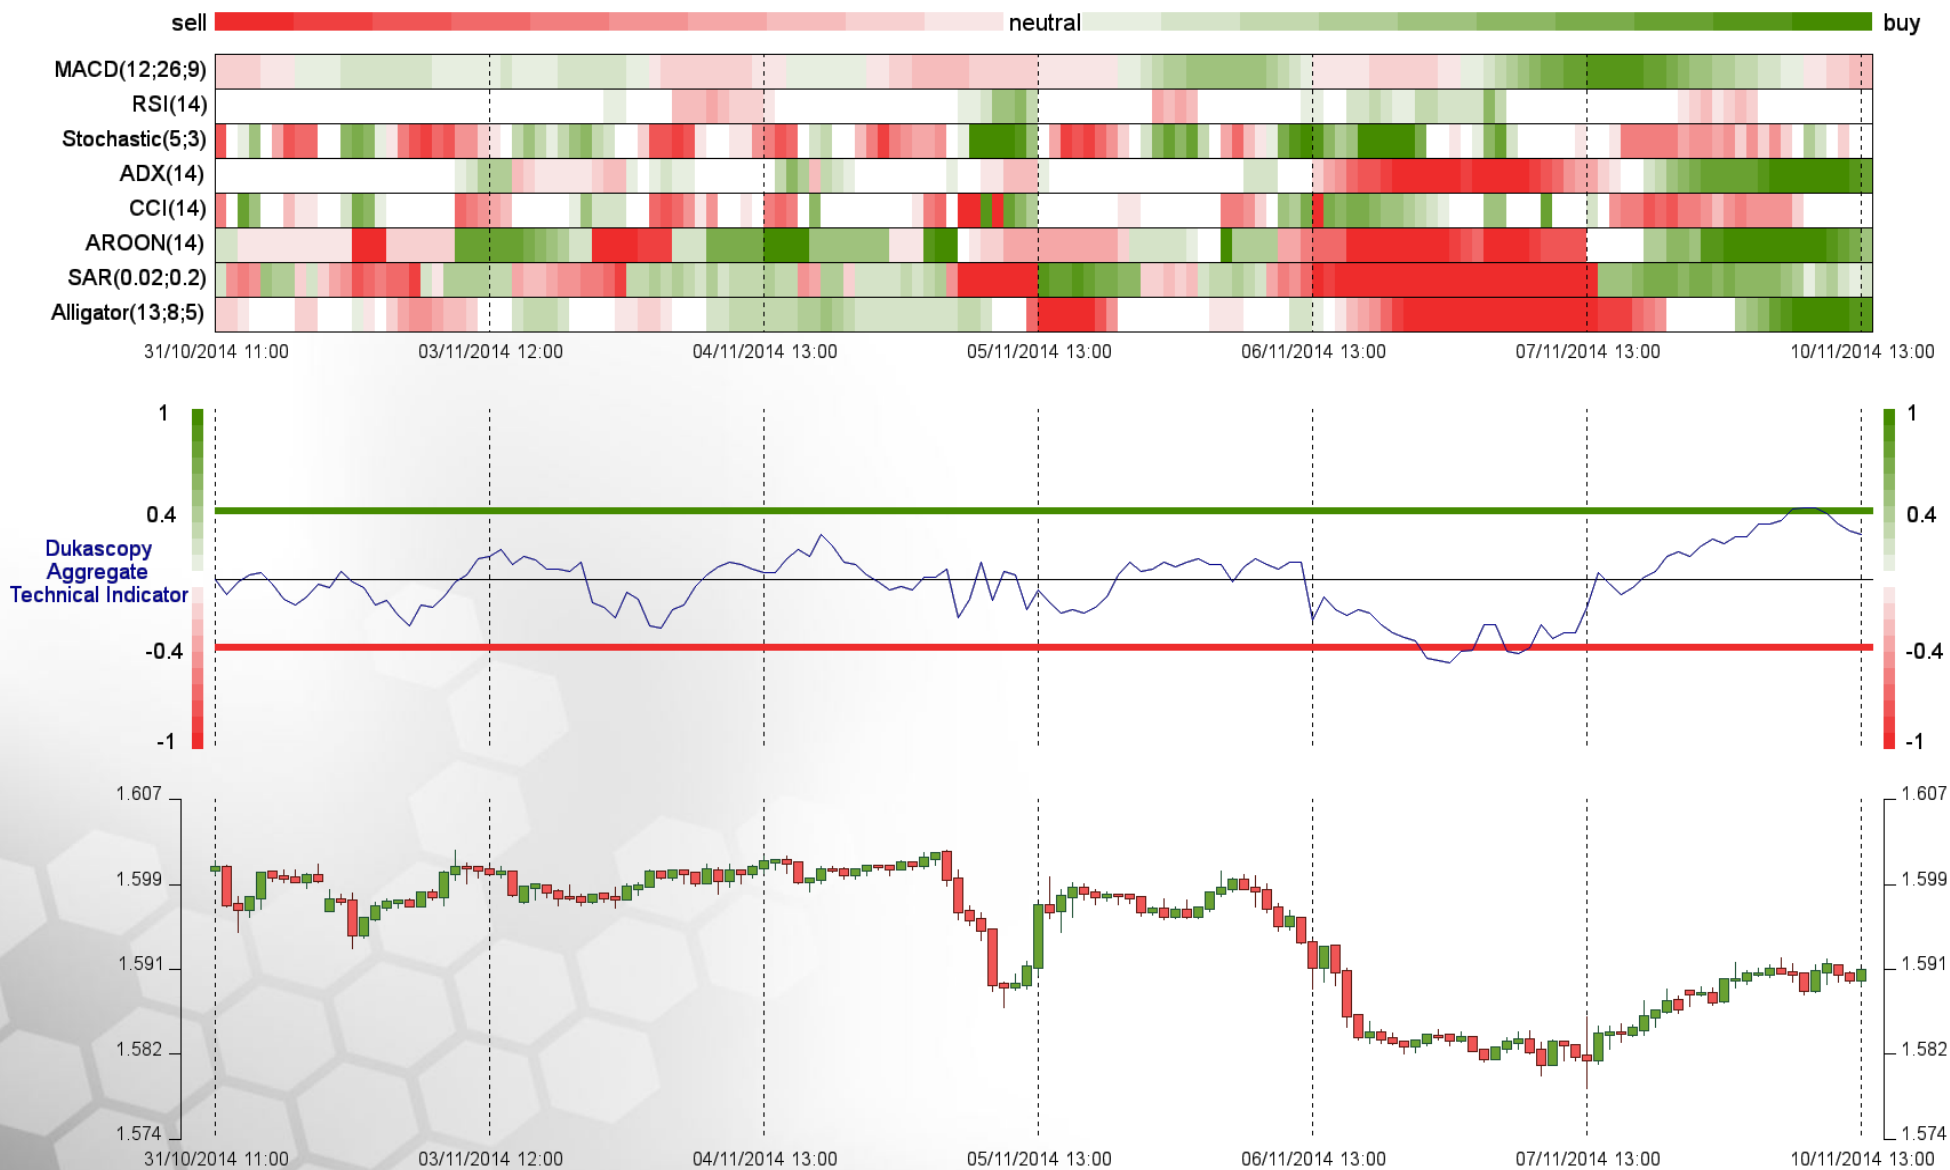 sell neutral buy
MACD(12;26;9)
RSI(14)
Stochastic(5;3)
ADX(14)
CCI(14)
AROON(14)
SAR(0.02;0.2)
Alligator(13;8;5)
31/10/2014 11:00 03/11/2014 12:00 04/11/2014 13:00 05/11/2014 13:00 06/11/2014 13:00 07/11/2014 13:00 10/11/2014 13:00
1 1
0.4 0.4
Dukascopy
Aggregate
Technical Indicator
-0.4 -0.4
-1 -1
1.607 1.607
1.599 1.599
1.591 1.591
1.582 1.582
1.574 1.574
31/10/2014 11:00 03/11/2014 12:00 04/11/2014 13:00 05/11/2014 13:00 06/11/2014 13:00 07/11/2014 13:00 10/11/2014 13:00